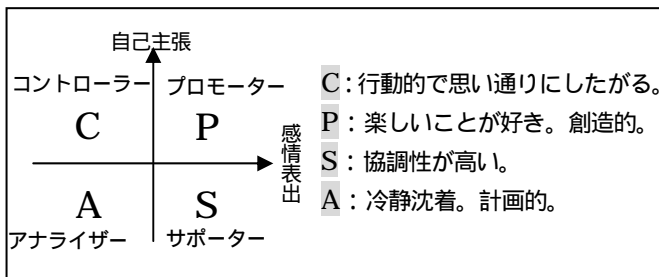 自己主張
コントローラー プロモーター
C P
感情表出
A S
アナライザー サポーター
C：行動的で思い通りにしたがる。
P：楽しいことが好き。創造的。
S：協調性が高い。
A：冷静沈着。計画的。